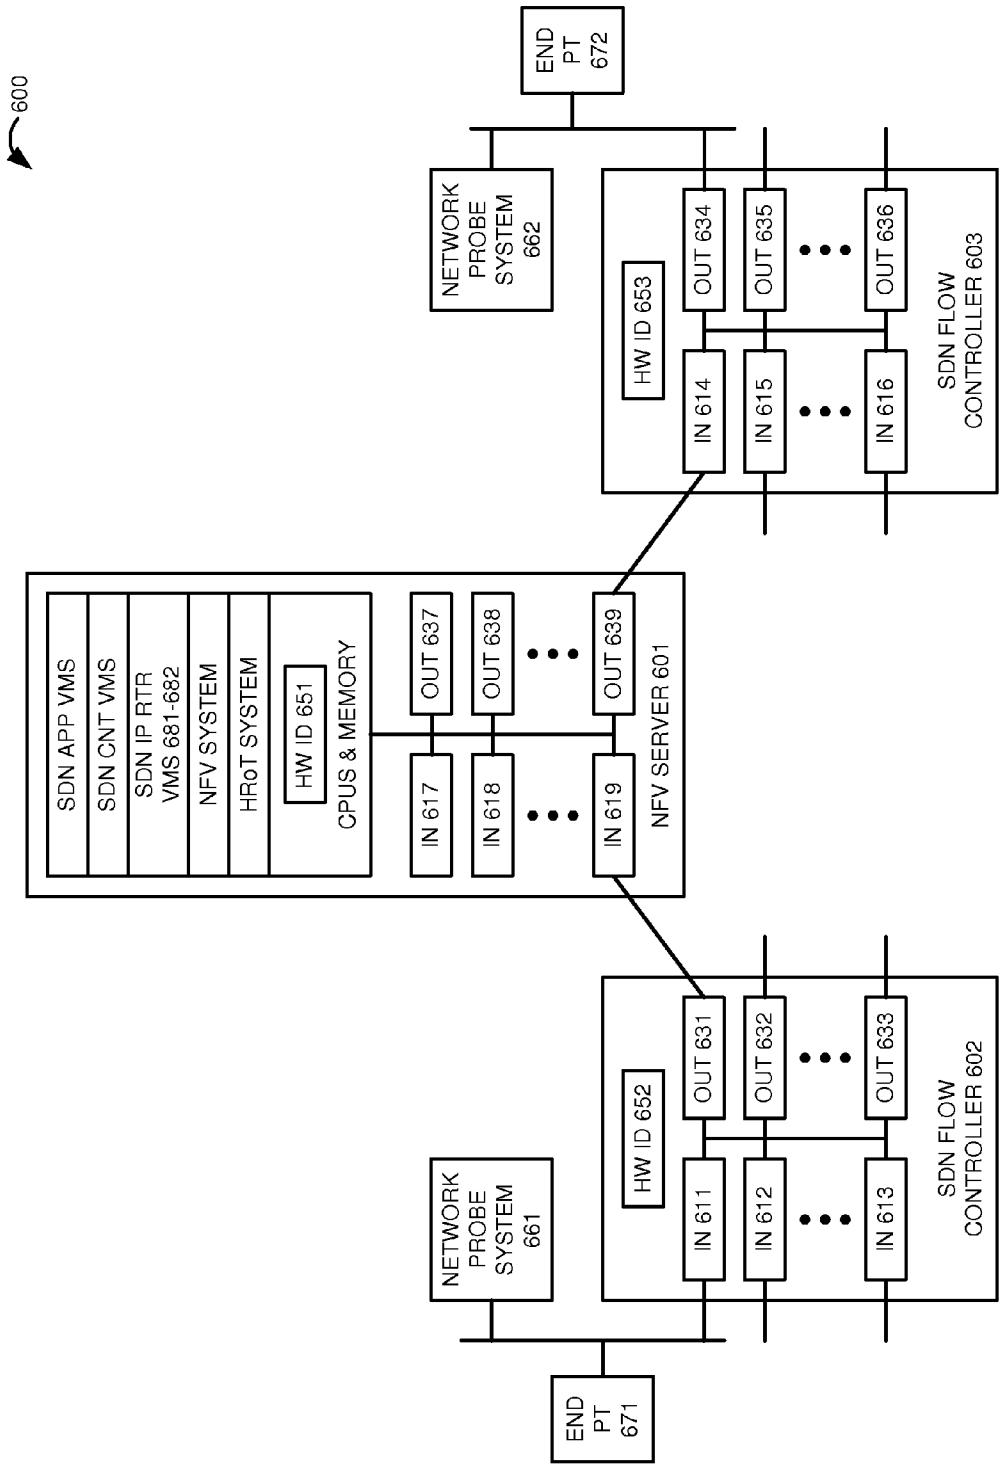 600
SDN APP VMS
SDN CNT VMS
SDN IP RTR
VMS 681-682
NFV SYSTEM
HRoT SYSTEM
HW ID 651
CPUS & MEMORY
IN 617
OUT 637
IN 618
OUT 638
IN 619
OUT 639
NFV SERVER 601
NETWORK
PROBE
SYSTEM
661
END
PT
671
HW ID 652
IN 611
OUT 631
IN 612
OUT 632
IN 613
OUT 633
SDN FLOW
CONTROLLER 602
NETWORK
PROBE
SYSTEM
662
END
PT
672
HW ID 653
IN 614
OUT 634
IN 615
OUT 635
IN 616
OUT 636
SDN FLOW
CONTROLLER 603